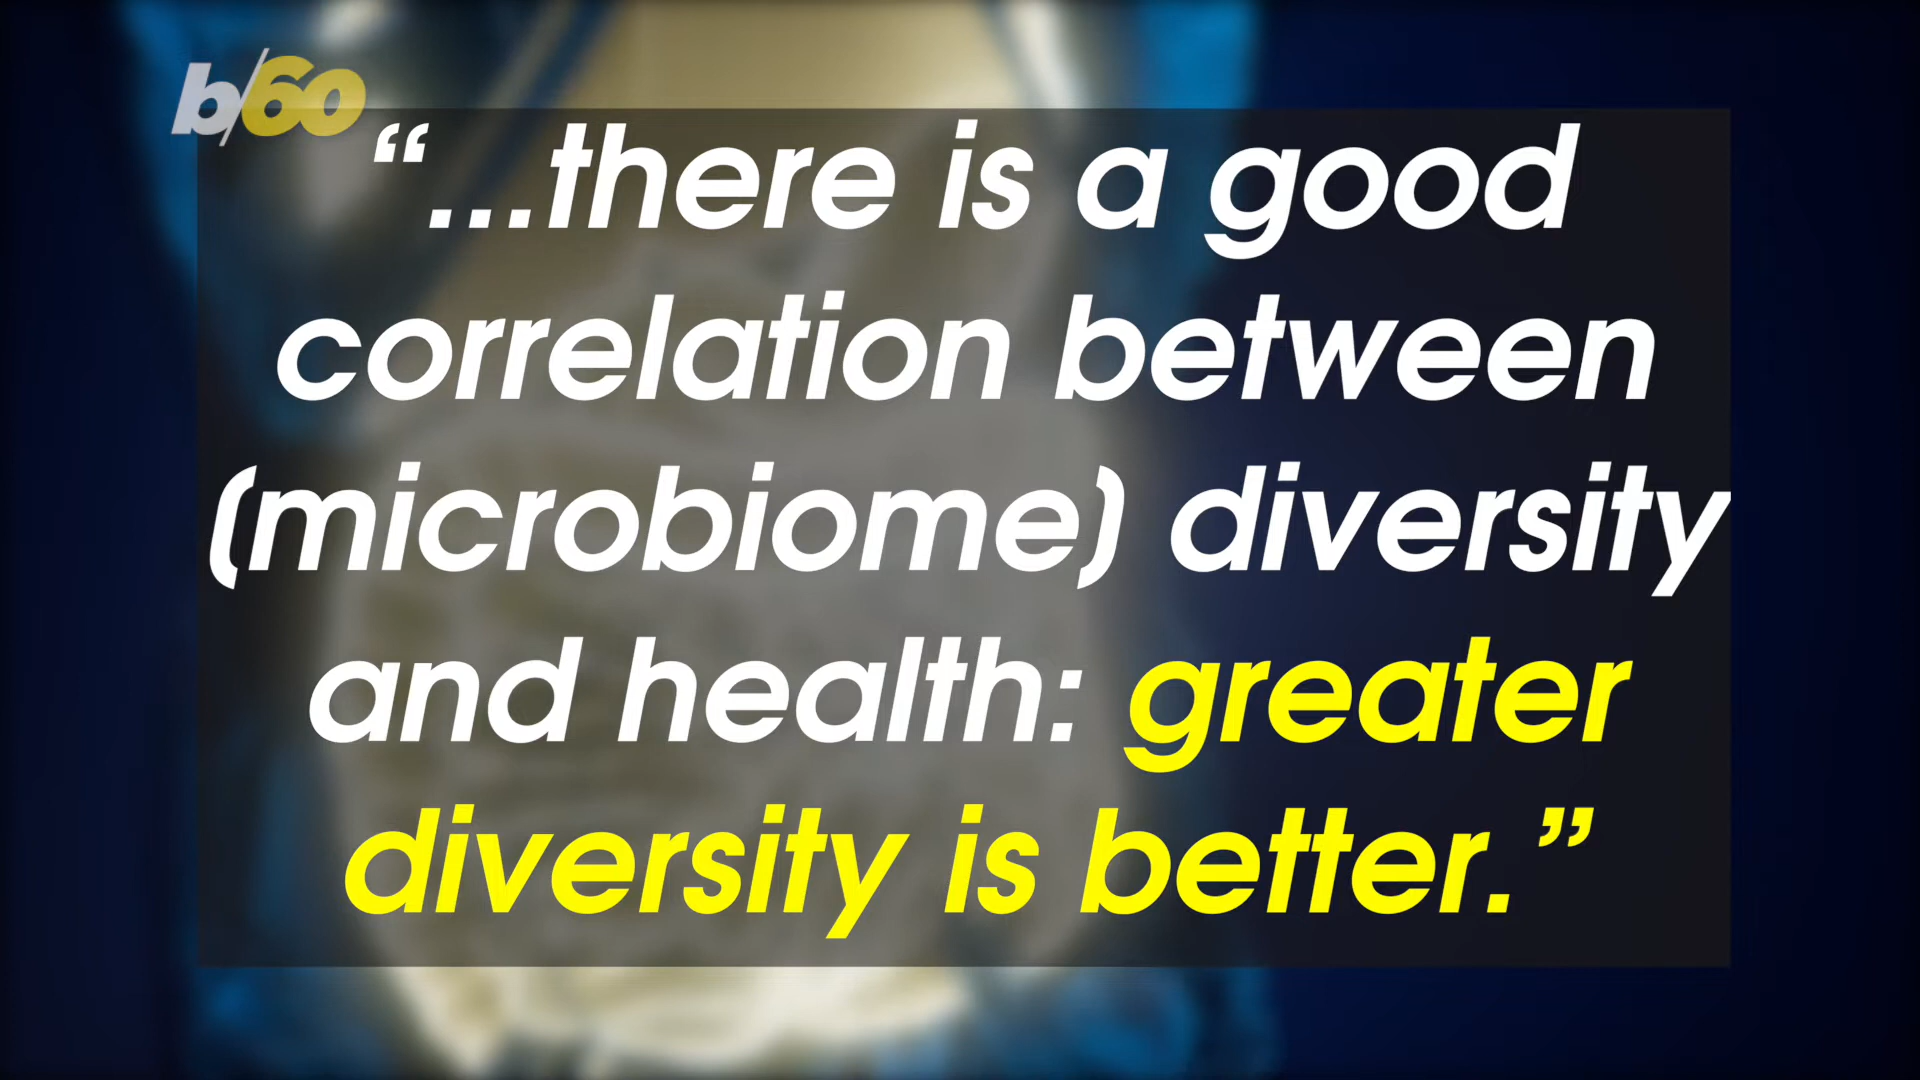 b/60
“...there is a good
correlation between
(microbiome) diversity
and health: greater
diversity is better.”